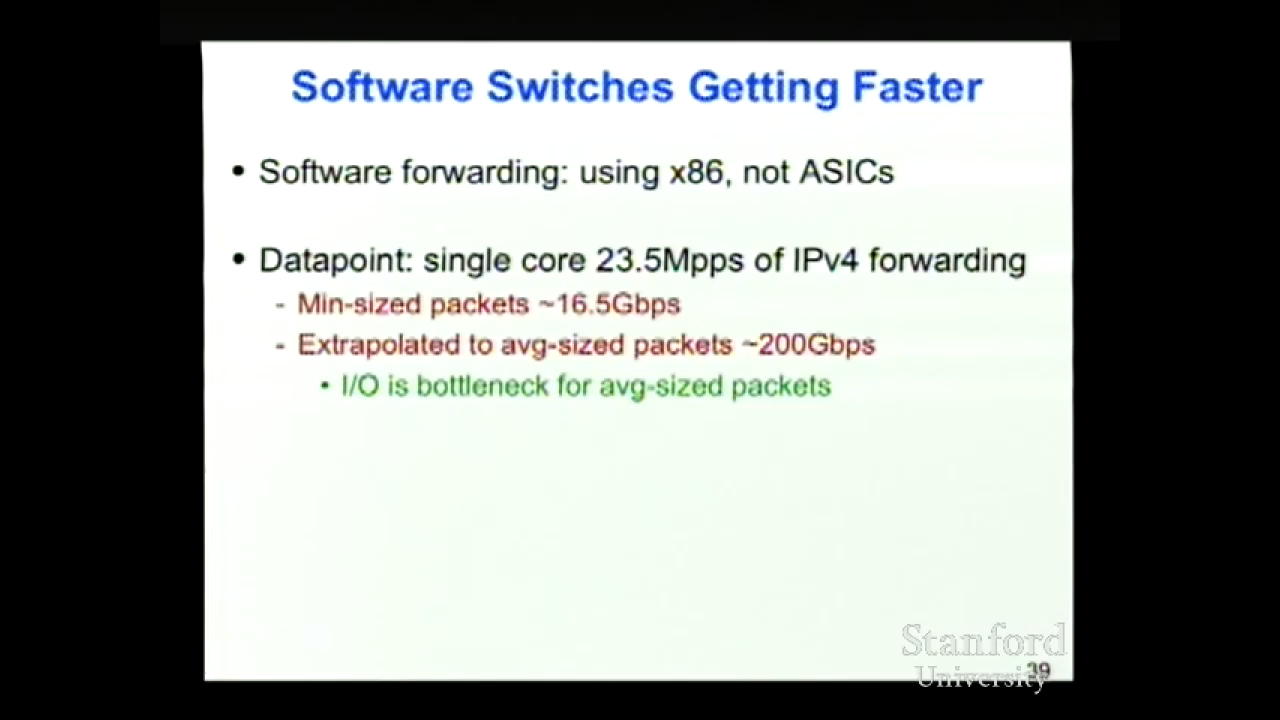 Software Switches Getting Faster
• Software forwarding: using x86, not ASICs
• Datapoint: single core 23.5Mpps of IPv4 forwarding
- Min-sized packets ~16.5Gbps
- Extrapolated to avg-sized packets ~200Gbps
• I/O is bottleneck for avg-sized packets
Stanford
University
39